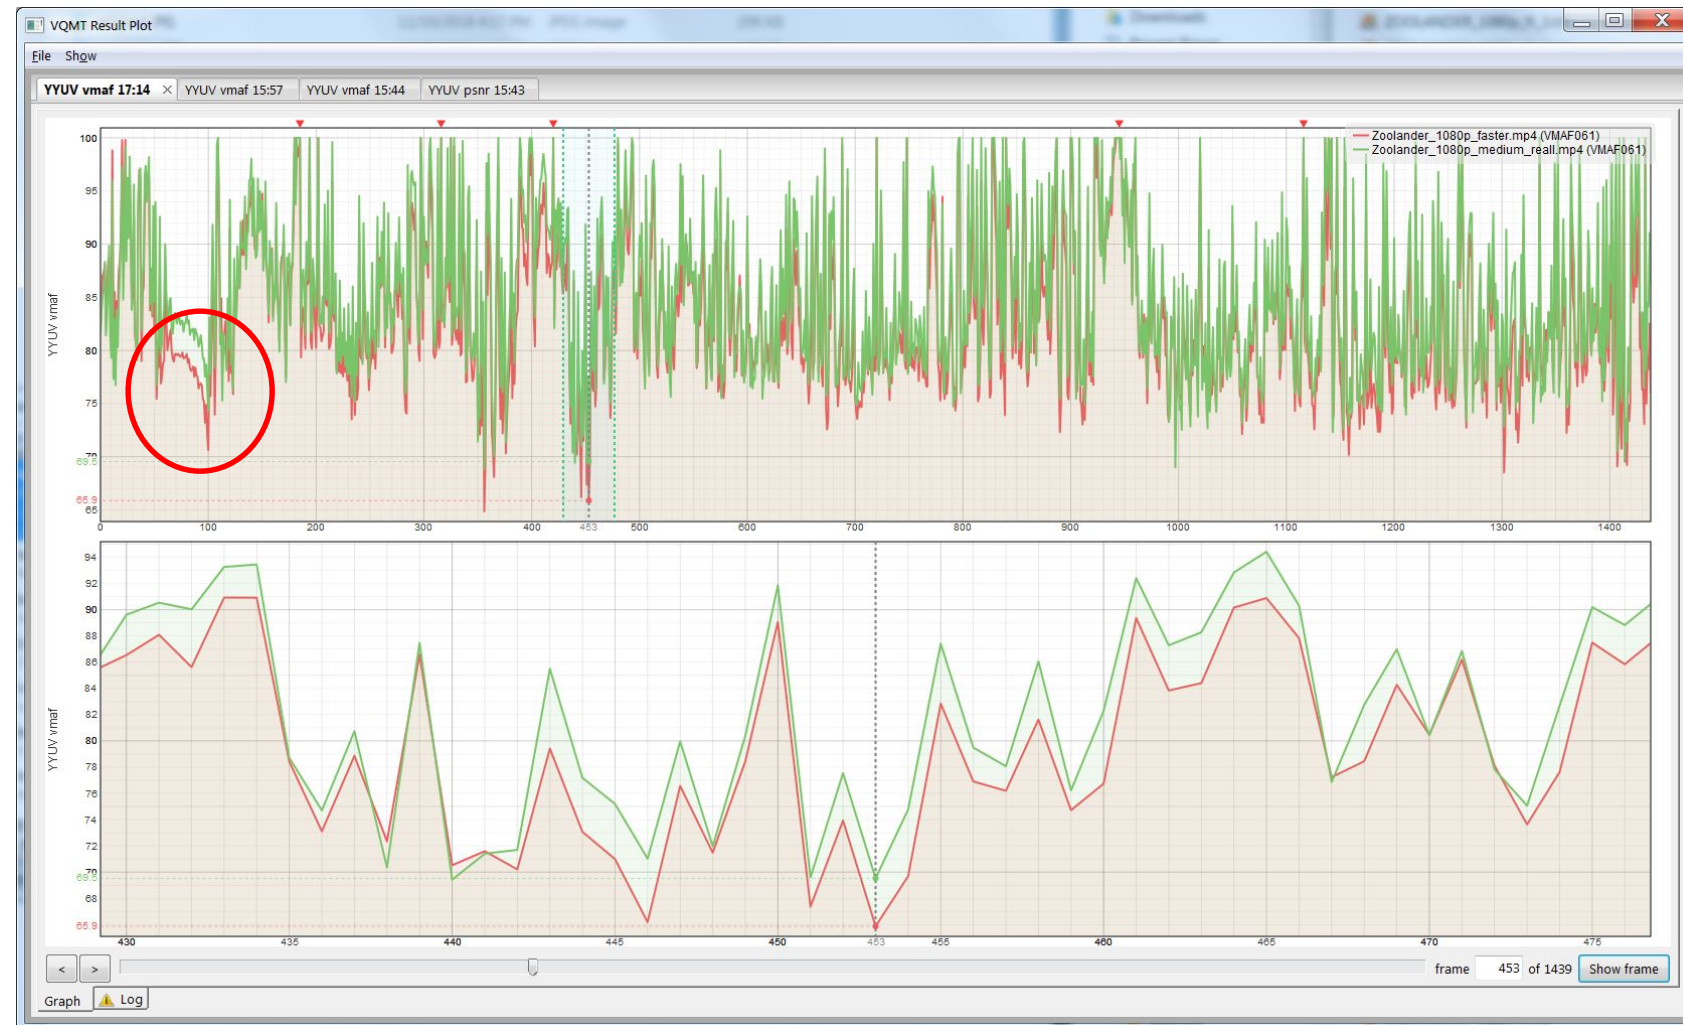 VQMT Result Plot
File Show
YYUV vmaf 17:14 × YYUV vmaf 15:57 YYUV vmaf 15:44 YYUV psnr 15:43
Zoolander_1080p_faster.mp4 (VMAF061)
Zoolander_1080p_medium_reall.mp4 (VMAF061)
YYUV vmaf
100
95
90
85
80
75
70
69.5
65.9
65
0 100 200 300 400 453 500 600 700 800 900 1000 1100 1200 1300 1400
YYUV vmaf
94
92
90
88
86
84
82
80
78
76
74
72
70
69.5
68
65.9
430 435 440 445 450 453 455 460 465 470 475
< > frame 453 of 1439 Show frame
Graph Log